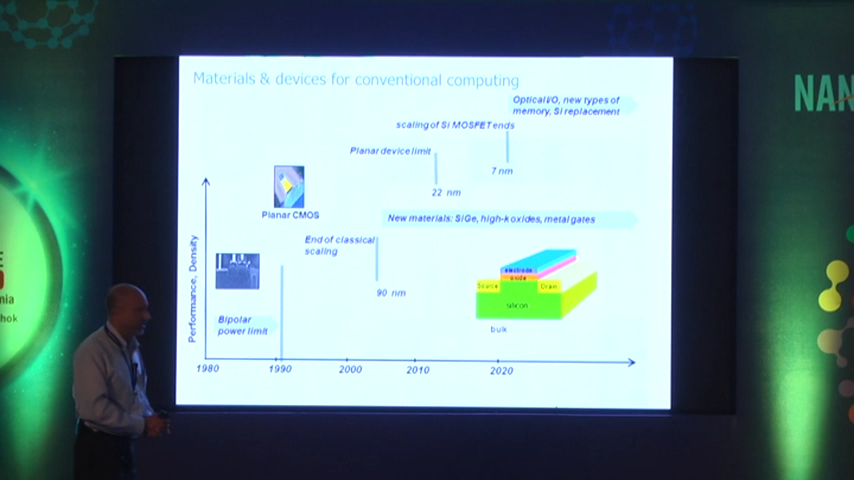 Materials & devices for conventional computing
Optical I/O, new types of
memory, Si replacement
scaling of Si MOSFET ends
Planar device limit
7 nm
22 nm
Planar CMOS
New materials: SiGe, high-k oxides, metal gates
End of classical
scaling
90 nm
electrode
oxide
Source
Drain
silicon
bulk
Performance, Density
Bipolar
power limit
1980
1990
2000
2010
2020
NAN